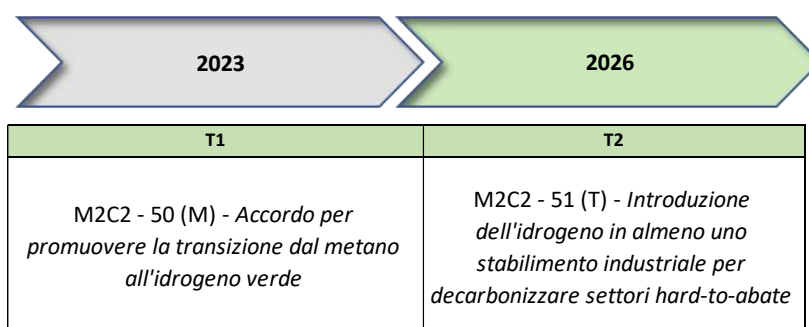 2023
2026
T1
T2
M2C2 - 50 (M) - Accordo per
promuovere la transizione dal metano
all'idrogeno verde
M2C2 - 51 (T) - Introduzione
dell'idrogeno in almeno uno
stabilimento industriale per
decarbonizzare settori hard-to-abate